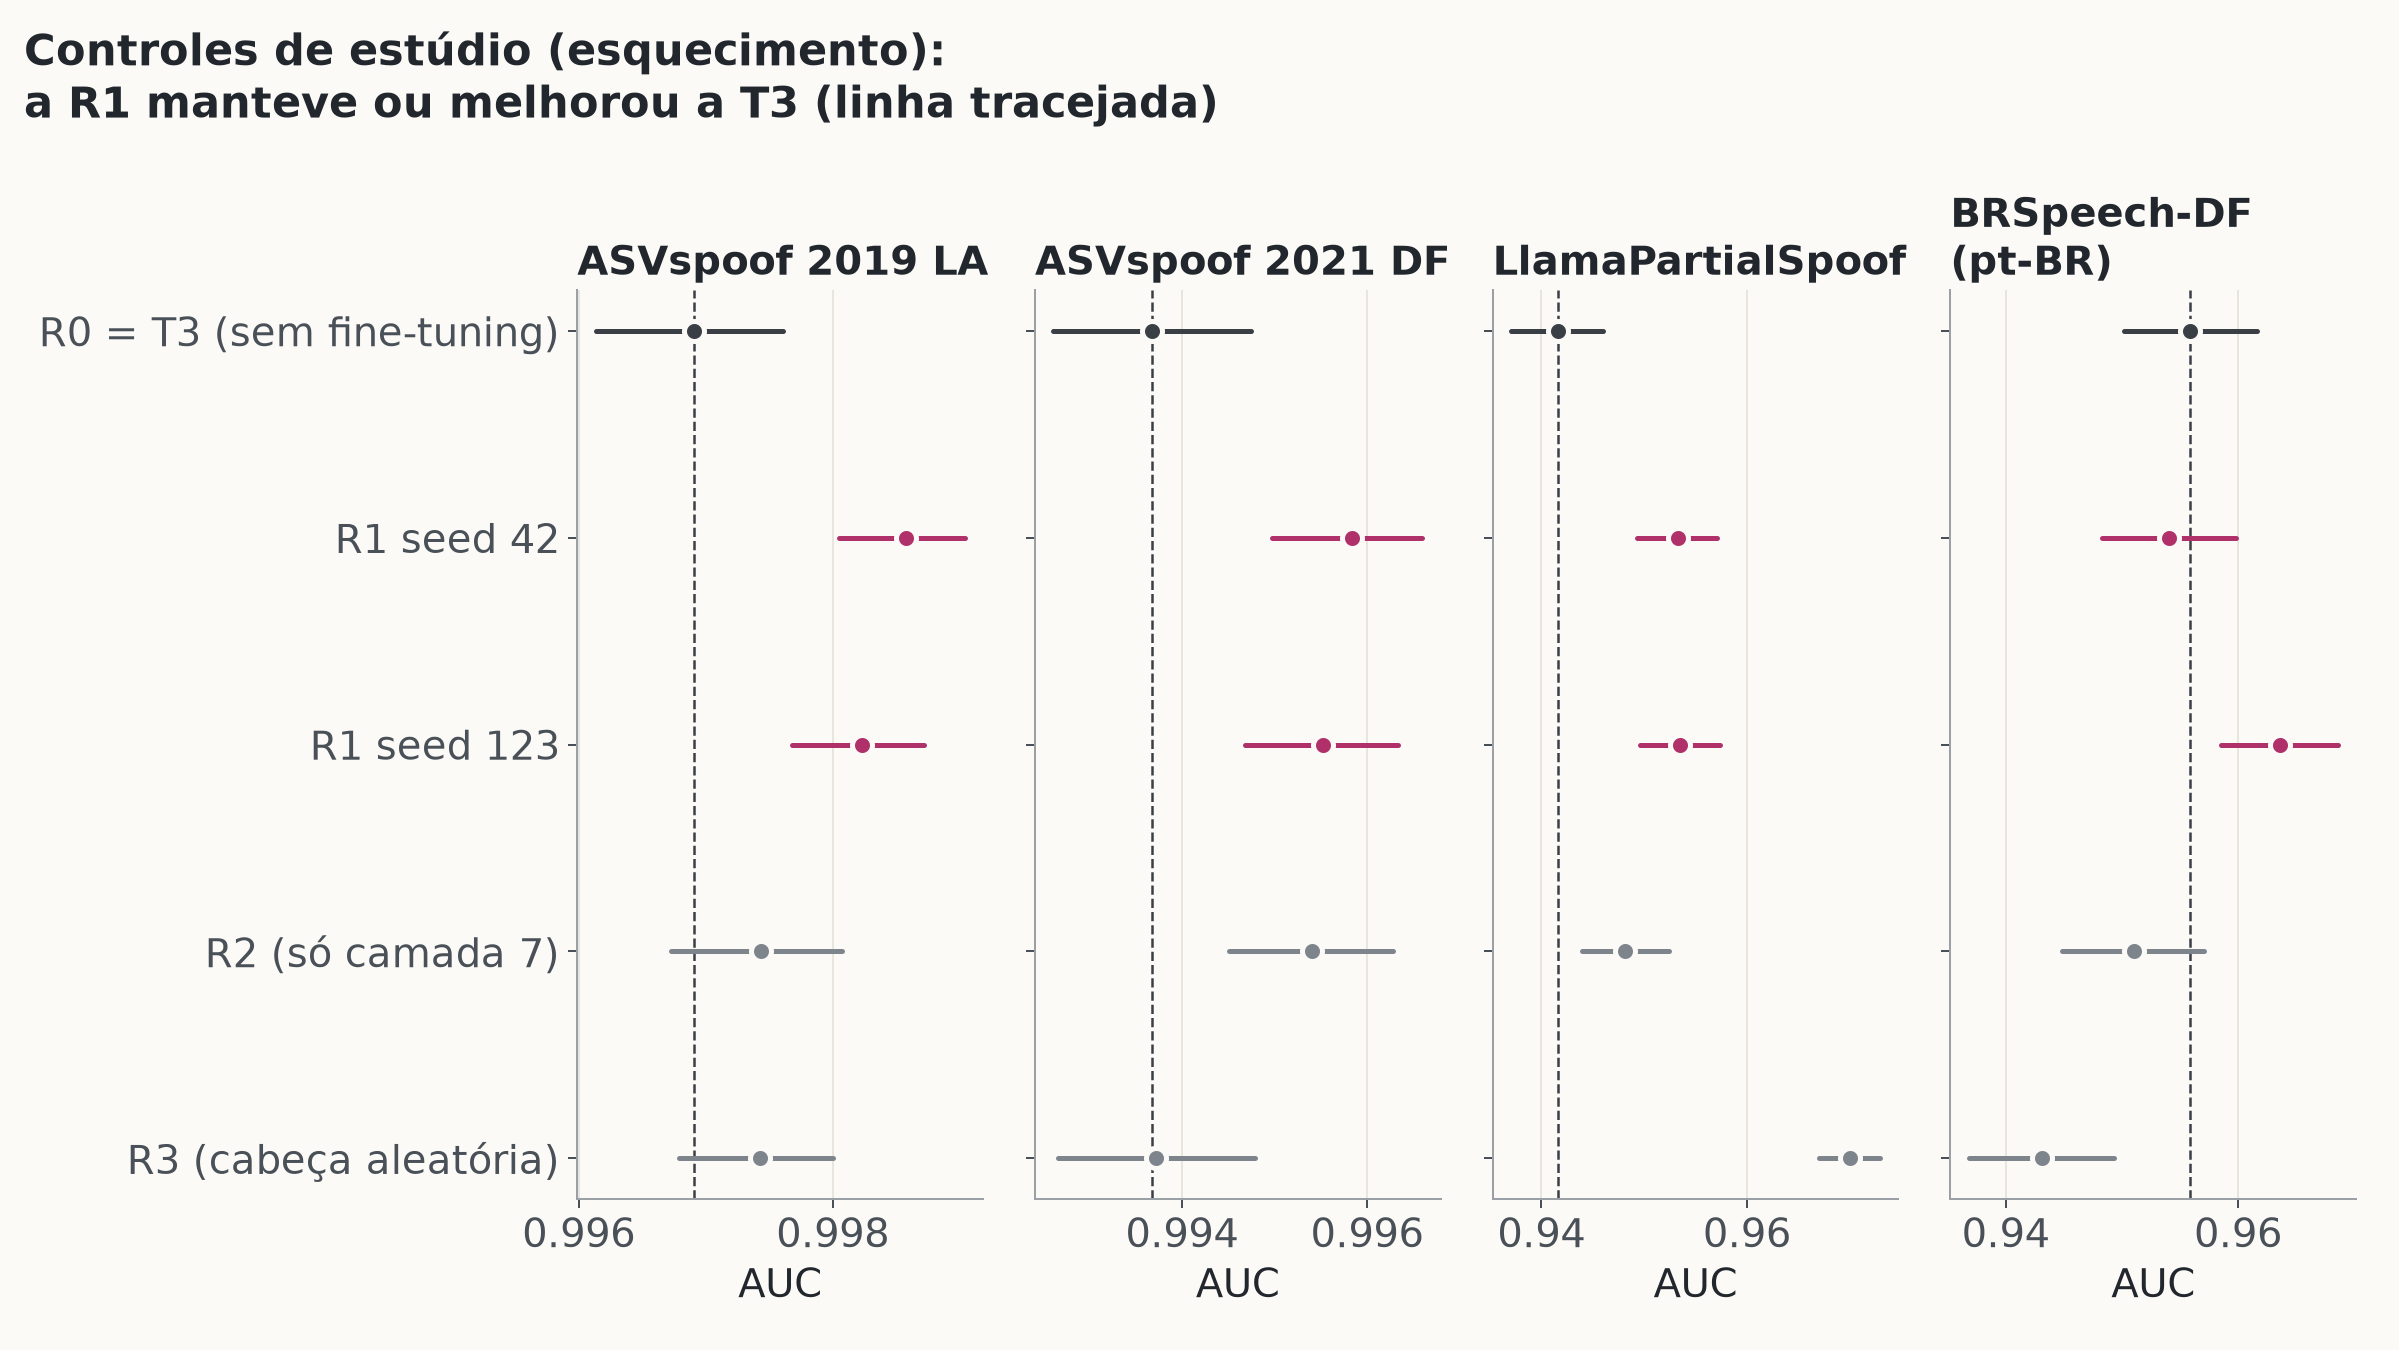 Controles de estúdio (esquecimento):
a R1 manteve ou melhorou a T3 (linha tracejada)
ASVspoof 2019 LA
ASVspoof 2021 DF
LlamaPartialSpoof
BRSpeech-DF
(pt-BR)
R0 = T3 (sem fine-tuning)
R1 seed 42
R1 seed 123
R2 (só camada 7)
R3 (cabeça aleatória)
0.996 0.998
0.994 0.996
0.94 0.96
0.94 0.96
AUC
AUC
AUC
AUC